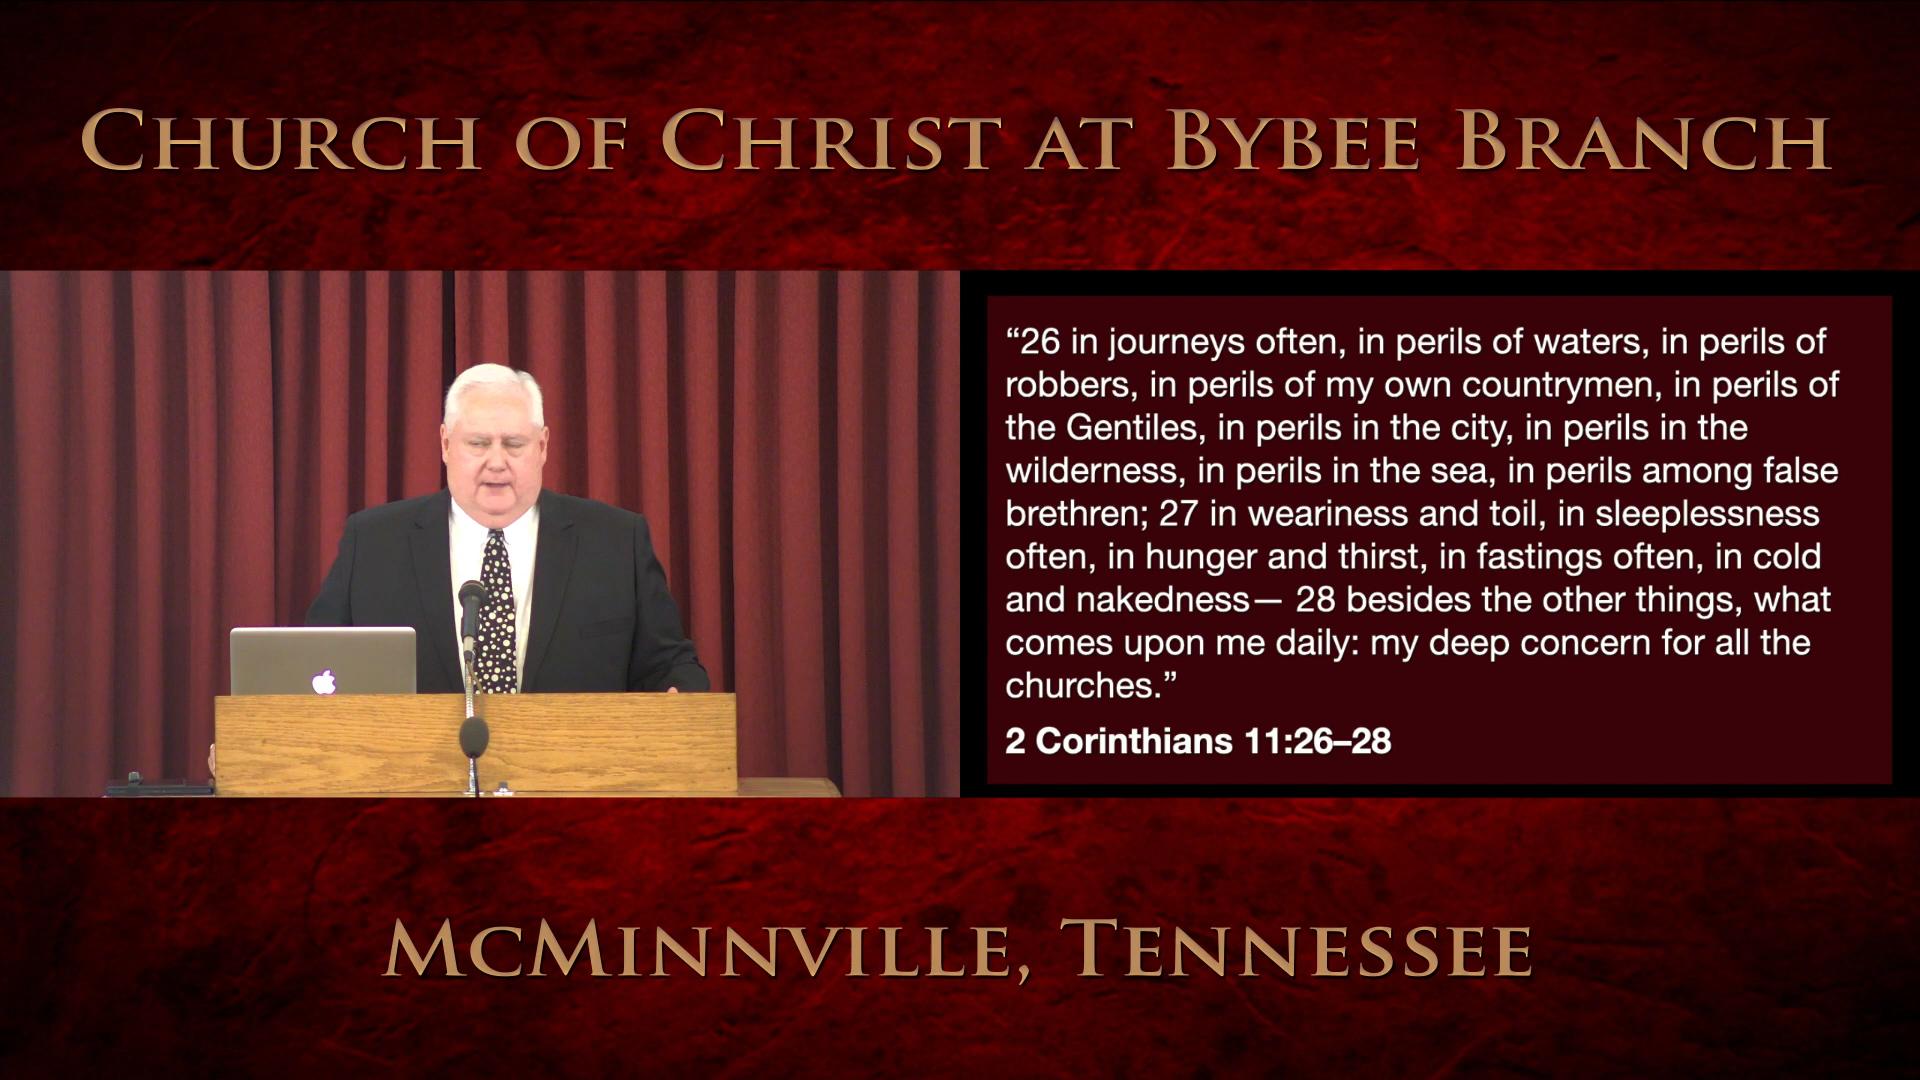 Church of Christ at Bybee Branch
“26 in journeys often, in perils of waters, in perils of
robbers, in perils of my own countrymen, in perils of
the Gentiles, in perils in the city, in perils in the
wilderness, in perils in the sea, in perils among false
brethren; 27 in weariness and toil, in sleeplessness
often, in hunger and thirst, in fastings often, in cold
and nakedness— 28 besides the other things, what
comes upon me daily: my deep concern for all the
churches.”
2 Corinthians 11:26–28
McMinnville, Tennessee